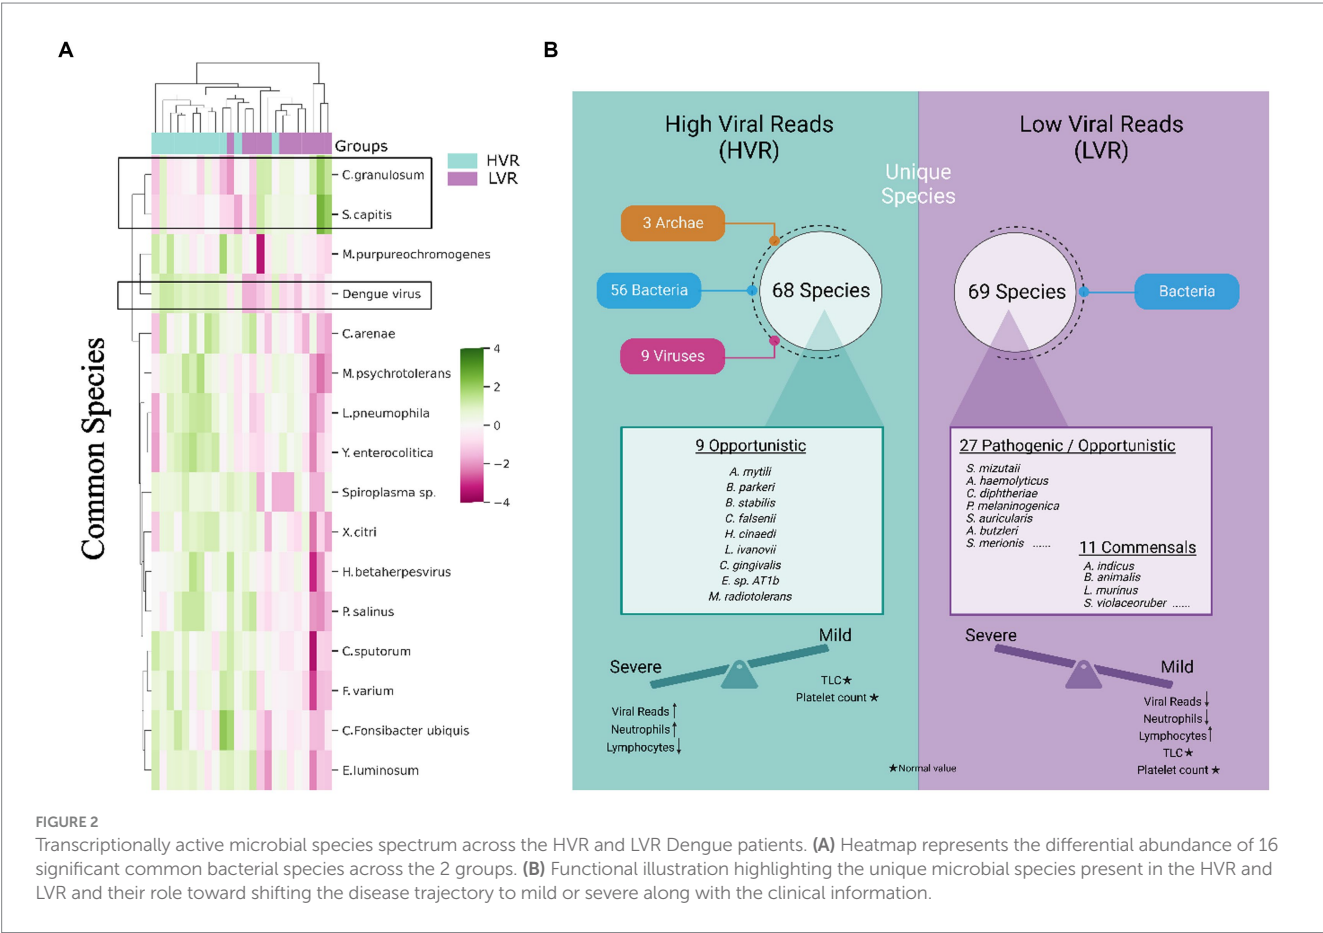 A
B
Groups
HVR
LVR
C.granulosum
S.capitis
M.purpureochromogenes
Dengue virus
C.arenae
M.psychrotolerans
L.pneumophila
Y. enterocolitica
Spiroplasma sp.
X.citri
H.betaherpesvirus
P.salinus
C.sputorum
F.varium
C.Fonsibacter ubiquis
E.luminosum
Common Species
4
2
0
−2
−4
High Viral Reads
(HVR)
Low Viral Reads
(LVR)
Unique
Species
3 Archae
56 Bacteria
9 Viruses
68 Species
69 Species
Bacteria
9 Opportunistic
A. mytili
B. parkeri
B. stabilis
C. falsenii
H. cinaedi
L. ivanovii
C. gingivalis
E. sp. AT1b
M. radiotolerans
27 Pathogenic / Opportunistic
S. mizutaii
A. haemolyticus
C. diphtheriae
P. melaninogenica
S. auricularis
A. butzleri
S. merionis ......
11 Commensals
A. indicus
B. animalis
L. murinus
S. violaceoruber ......
Severe
Mild
TLC★
Platelet count ★
Viral Reads↑
Neutrophils↑
Lymphocytes↓
★Normal value
Severe
Mild
Viral Reads↓
Neutrophils↓
Lymphocytes↑
TLC★
Platelet count ★
FIGURE 2
Transcriptionally active microbial species spectrum across the HVR and LVR Dengue patients. (A) Heatmap represents the differential abundance of 16
significant common bacterial species across the 2 groups. (B) Functional illustration highlighting the unique microbial species present in the HVR and
LVR and their role toward shifting the disease trajectory to mild or severe along with the clinical information.